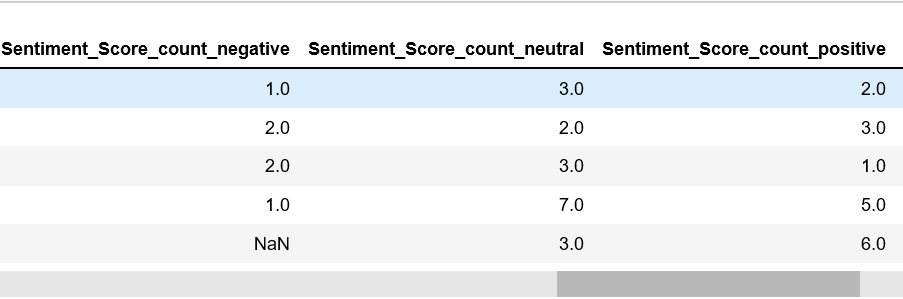 Sentiment_Score_count_negative Sentiment_Score_count_neutral Sentiment_Score_count_positive
1.0 3.0 2.0
2.0 2.0 3.0
2.0 3.0 1.0
1.0 7.0 5.0
NaN 3.0 6.0